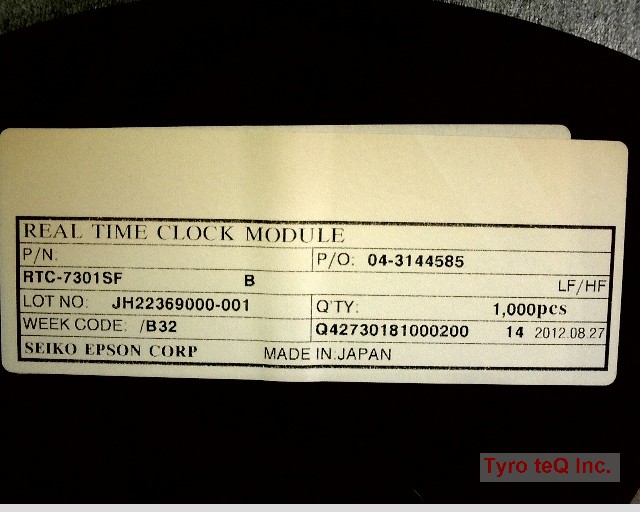 REAL TIME CLOCK MODULE
P/N:
P/O: 04-3144585
RTC-7301SF B
LF/HF
LOT NO: JH22369000-001
Q'TY: 1,000pcs
WEEK CODE: /B32
Q42730181000200 14 2012.08.27
SEIKO EPSON CORP MADE IN JAPAN
Tyro teQ Inc.